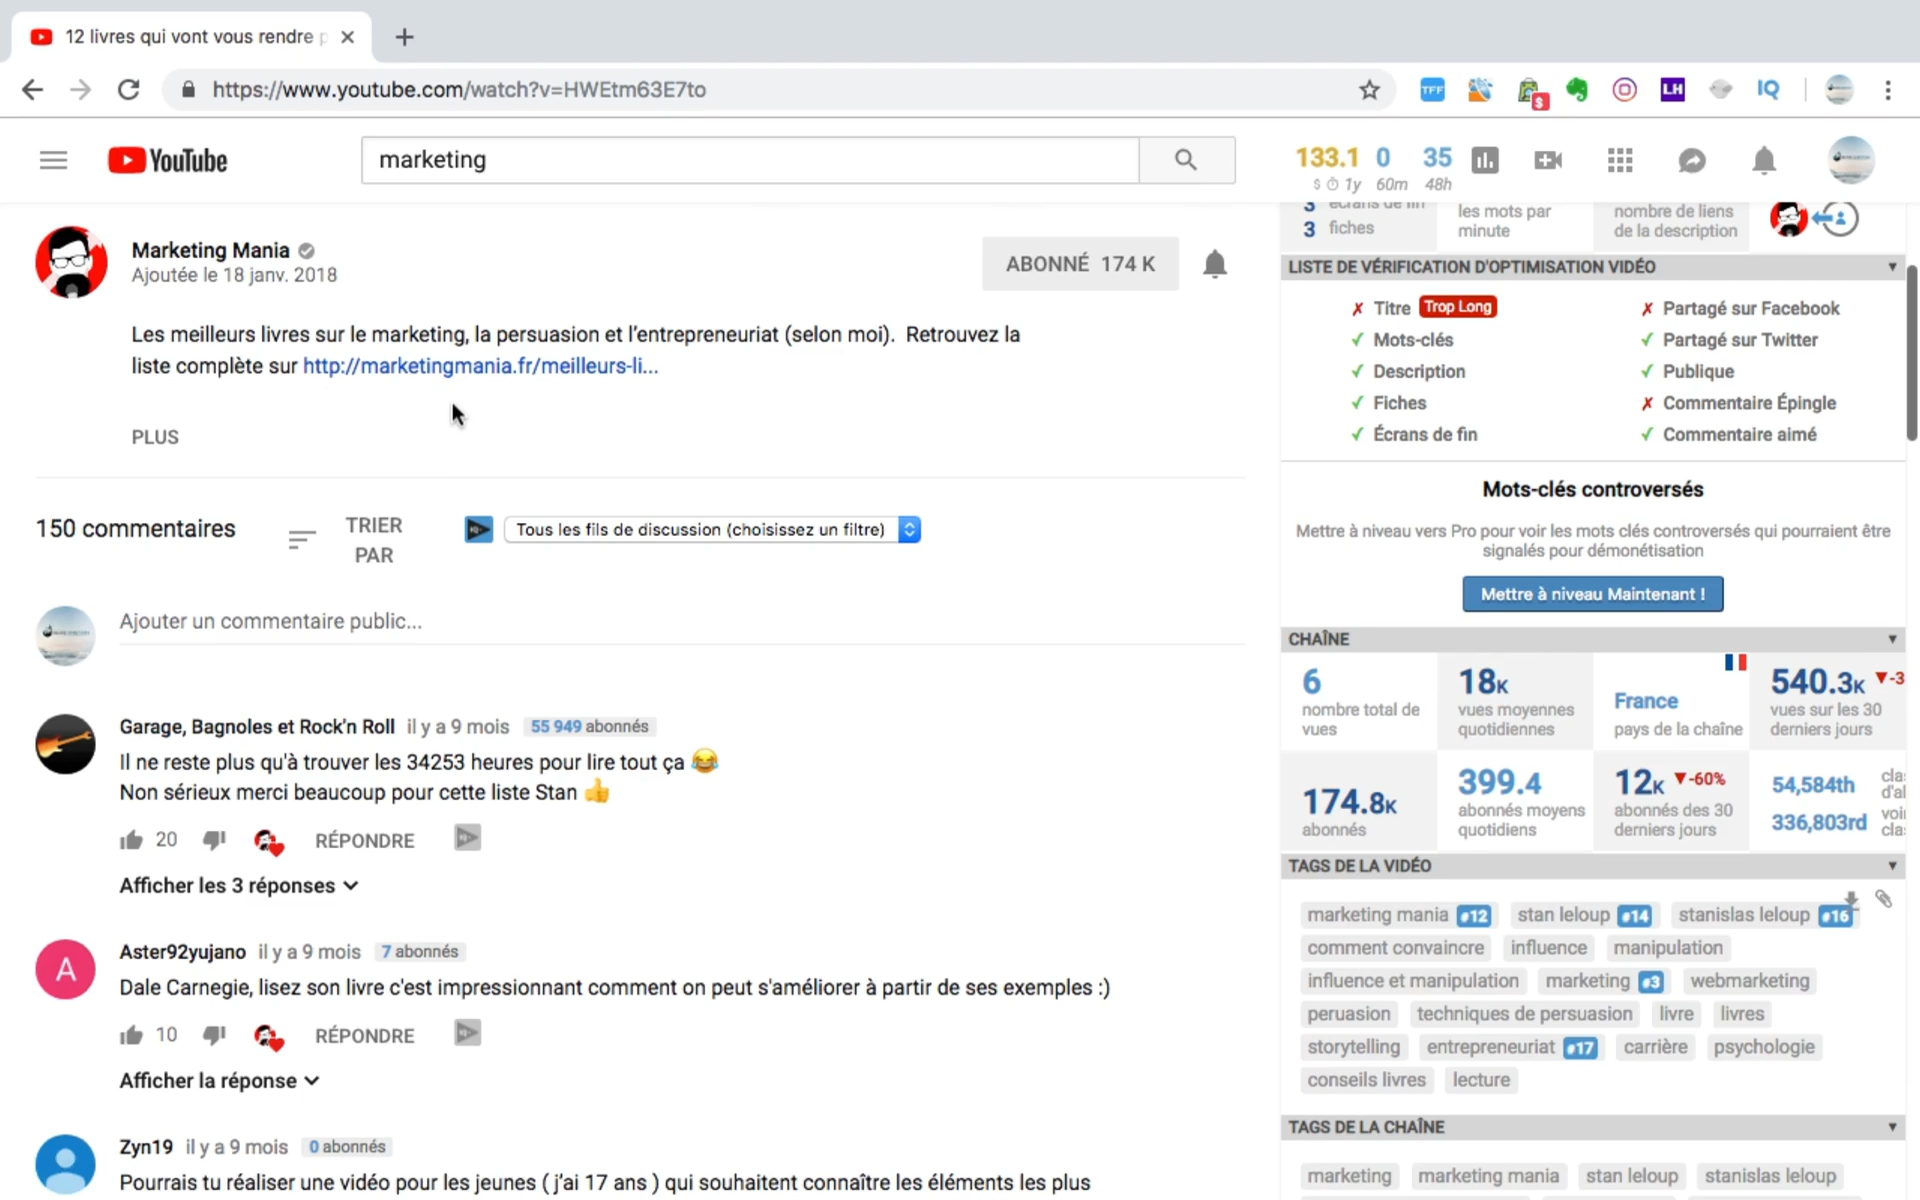 12 livres qui vont vous rendre p
https://www.youtube.com/watch?v=HWEtm63E7to
TFF
$
LH
IQ
YouTube
marketing
133.1 0 35
$ 1y 60m 48h
Marketing Mania
Ajoutée le 18 janv. 2018
ABONNÉ 174 K
Les meilleurs livres sur le marketing, la persuasion et l’entrepreneuriat (selon moi). Retrouvez la
liste complète sur http://marketingmania.fr/meilleurs-li...
PLUS
150 commentaires
TRIER
PAR
Tous les fils de discussion (choisissez un filtre)
Ajouter un commentaire public...
Garage, Bagnoles et Rock'n Roll il y a 9 mois 55 949 abonnés
Il ne reste plus qu'à trouver les 34253 heures pour lire tout ça 😂
Non sérieux merci beaucoup pour cette liste Stan 👍
20 RÉPONDRE
Afficher les 3 réponses
A
Aster92yujano il y a 9 mois 7 abonnés
Dale Carnegie, lisez son livre c'est impressionnant comment on peut s'améliorer à partir de ses exemples :)
10 RÉPONDRE
Afficher la réponse
Zyn19 il y a 9 mois 0 abonnés
Pourrais tu réaliser une vidéo pour les jeunes ( j'ai 17 ans ) qui souhaitent connaître les éléments les plus
3 écrans de fin
3 fiches
les mots par
minute
nombre de liens
de la description
LISTE DE VÉRIFICATION D'OPTIMISATION VIDÉO ▼
✗ Titre Trop Long
✓ Mots-clés
✓ Description
✓ Fiches
✓ Écrans de fin
✗ Partagé sur Facebook
✓ Partagé sur Twitter
✓ Publique
✗ Commentaire Épingle
✓ Commentaire aimé
Mots-clés controversés
Mettre à niveau vers Pro pour voir les mots clés controversés qui pourraient être
signalés pour démonétisation
Mettre à niveau Maintenant !
CHAÎNE ▼
6
nombre total de
vues
18K
vues moyennes
quotidiennes
France
pays de la chaîne
540.3K ▼-3
vues sur les 30
derniers jours
174.8K
abonnés
399.4
abonnés moyens
quotidiens
12K ▼-60%
abonnés des 30
derniers jours
54,584th
336,803rd
cla
d'al
voi
cla
TAGS DE LA VIDÉO ▼
marketing mania #12 stan leloup #14 stanislas leloup #16
comment convaincre influence manipulation
influence et manipulation marketing #3 webmarketing
peruasion techniques de persuasion livre livres
storytelling entrepreneuriat #17 carrière psychologie
conseils livres lecture
TAGS DE LA CHAÎNE ▼
marketing marketing mania stan leloup stanislas leloup